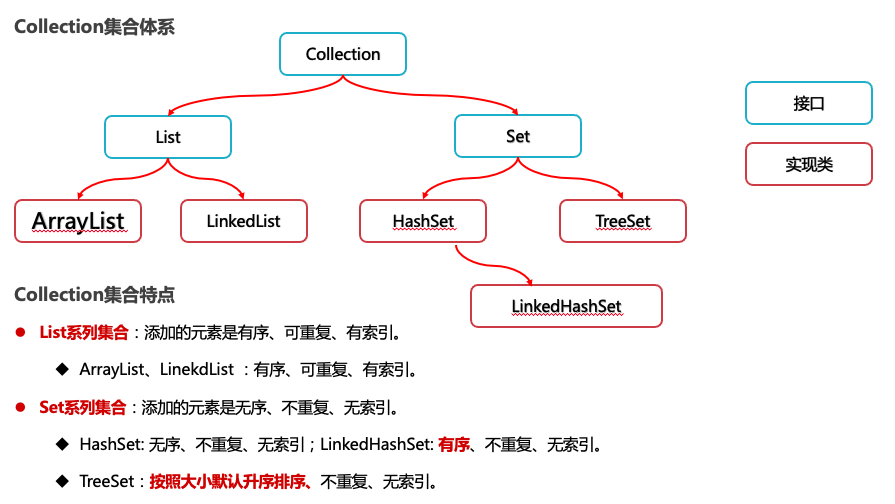 Collection集合体系
Collection
接口
List
Set
实现类
ArrayList
LinkedList
HashSet
TreeSet
LinkedHashSet
Collection集合特点
List系列集合：添加的元素是有序、可重复、有索引。
ArrayList、LinekdList ：有序、可重复、有索引。
Set系列集合：添加的元素是无序、不重复、无索引。
HashSet: 无序、不重复、无索引；LinkedHashSet: 有序、不重复、无索引。
TreeSet：按照大小默认升序排序、不重复、无索引。